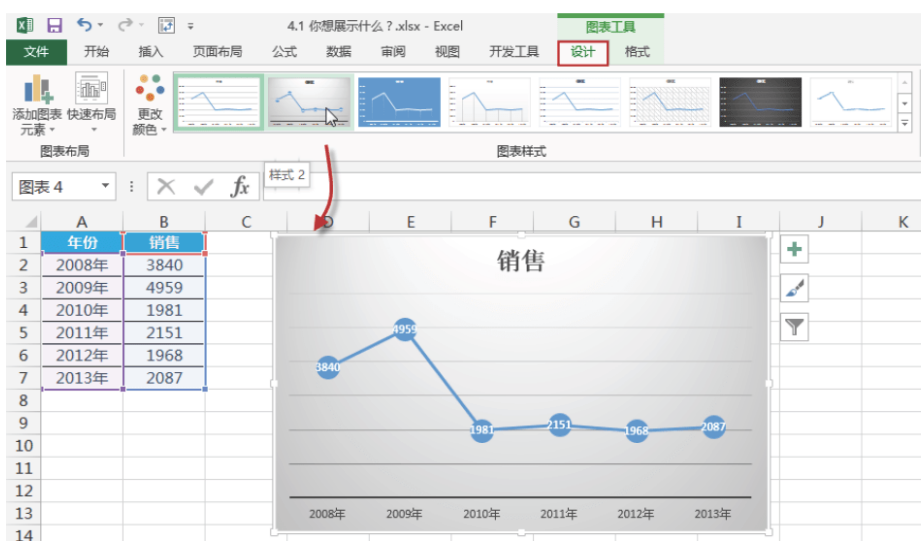 4.1 你想展示什么？.xlsx - Excel
图表工具
文件 开始 插入 页面布局 公式 数据 审阅 视图 开发工具 设计 格式
添加图表 快速布局 更改
元素 颜色
图表布局 图表样式
图表 4 fx 样式 2
A B C D E F G H I J K
1 年份 销售
2 2008年 3840
3 2009年 4959
4 2010年 1981
5 2011年 2151
6 2012年 1968
7 2013年 2087
8
9
10
11
12
13
14
销售
4959
3840
1981 2151 1968 2087
2008年 2009年 2010年 2011年 2012年 2013年